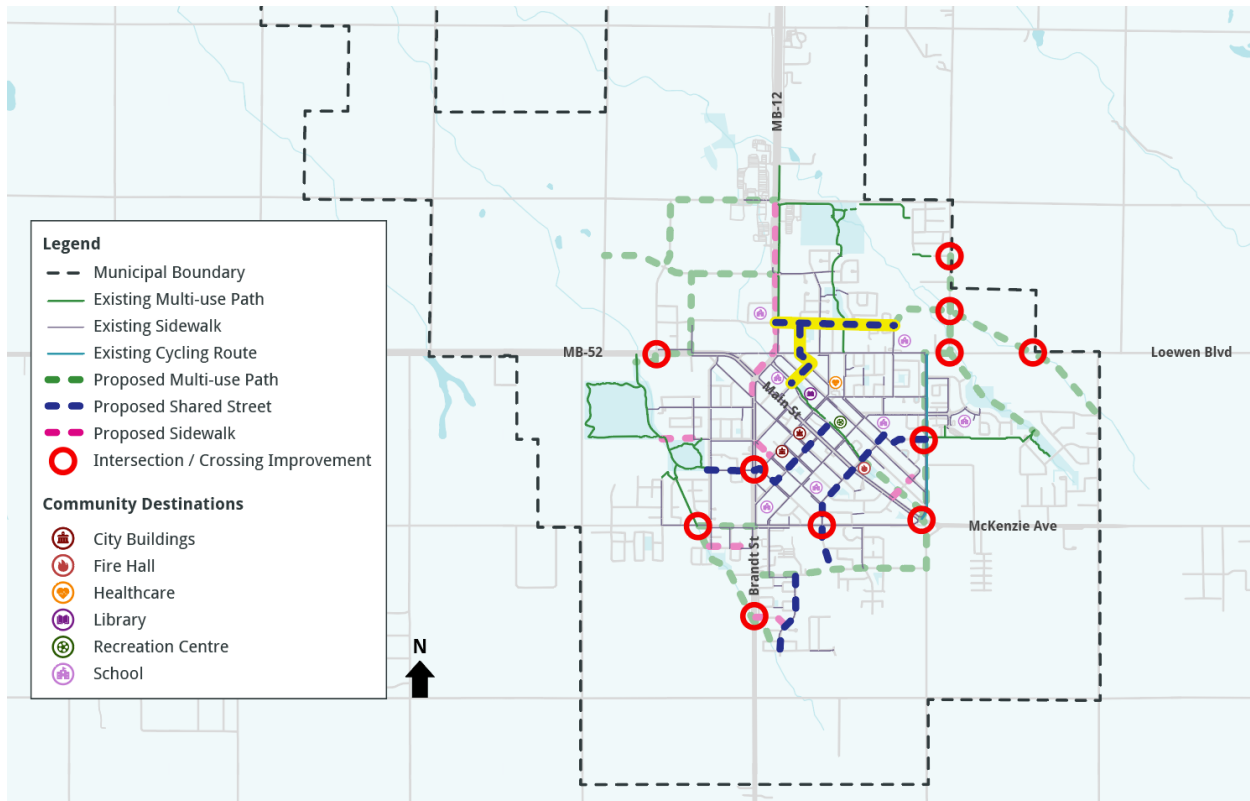 MB-12
Legend
Municipal Boundary
Existing Multi-use Path
Existing Sidewalk
Existing Cycling Route
Proposed Multi-use Path
Proposed Shared Street
Proposed Sidewalk
Intersection / Crossing Improvement
Community Destinations
City Buildings
Fire Hall
Healthcare
Library
Recreation Centre
School
MB-52
Loewen Blvd
Main St
McKenzie Ave
Brandt St
N